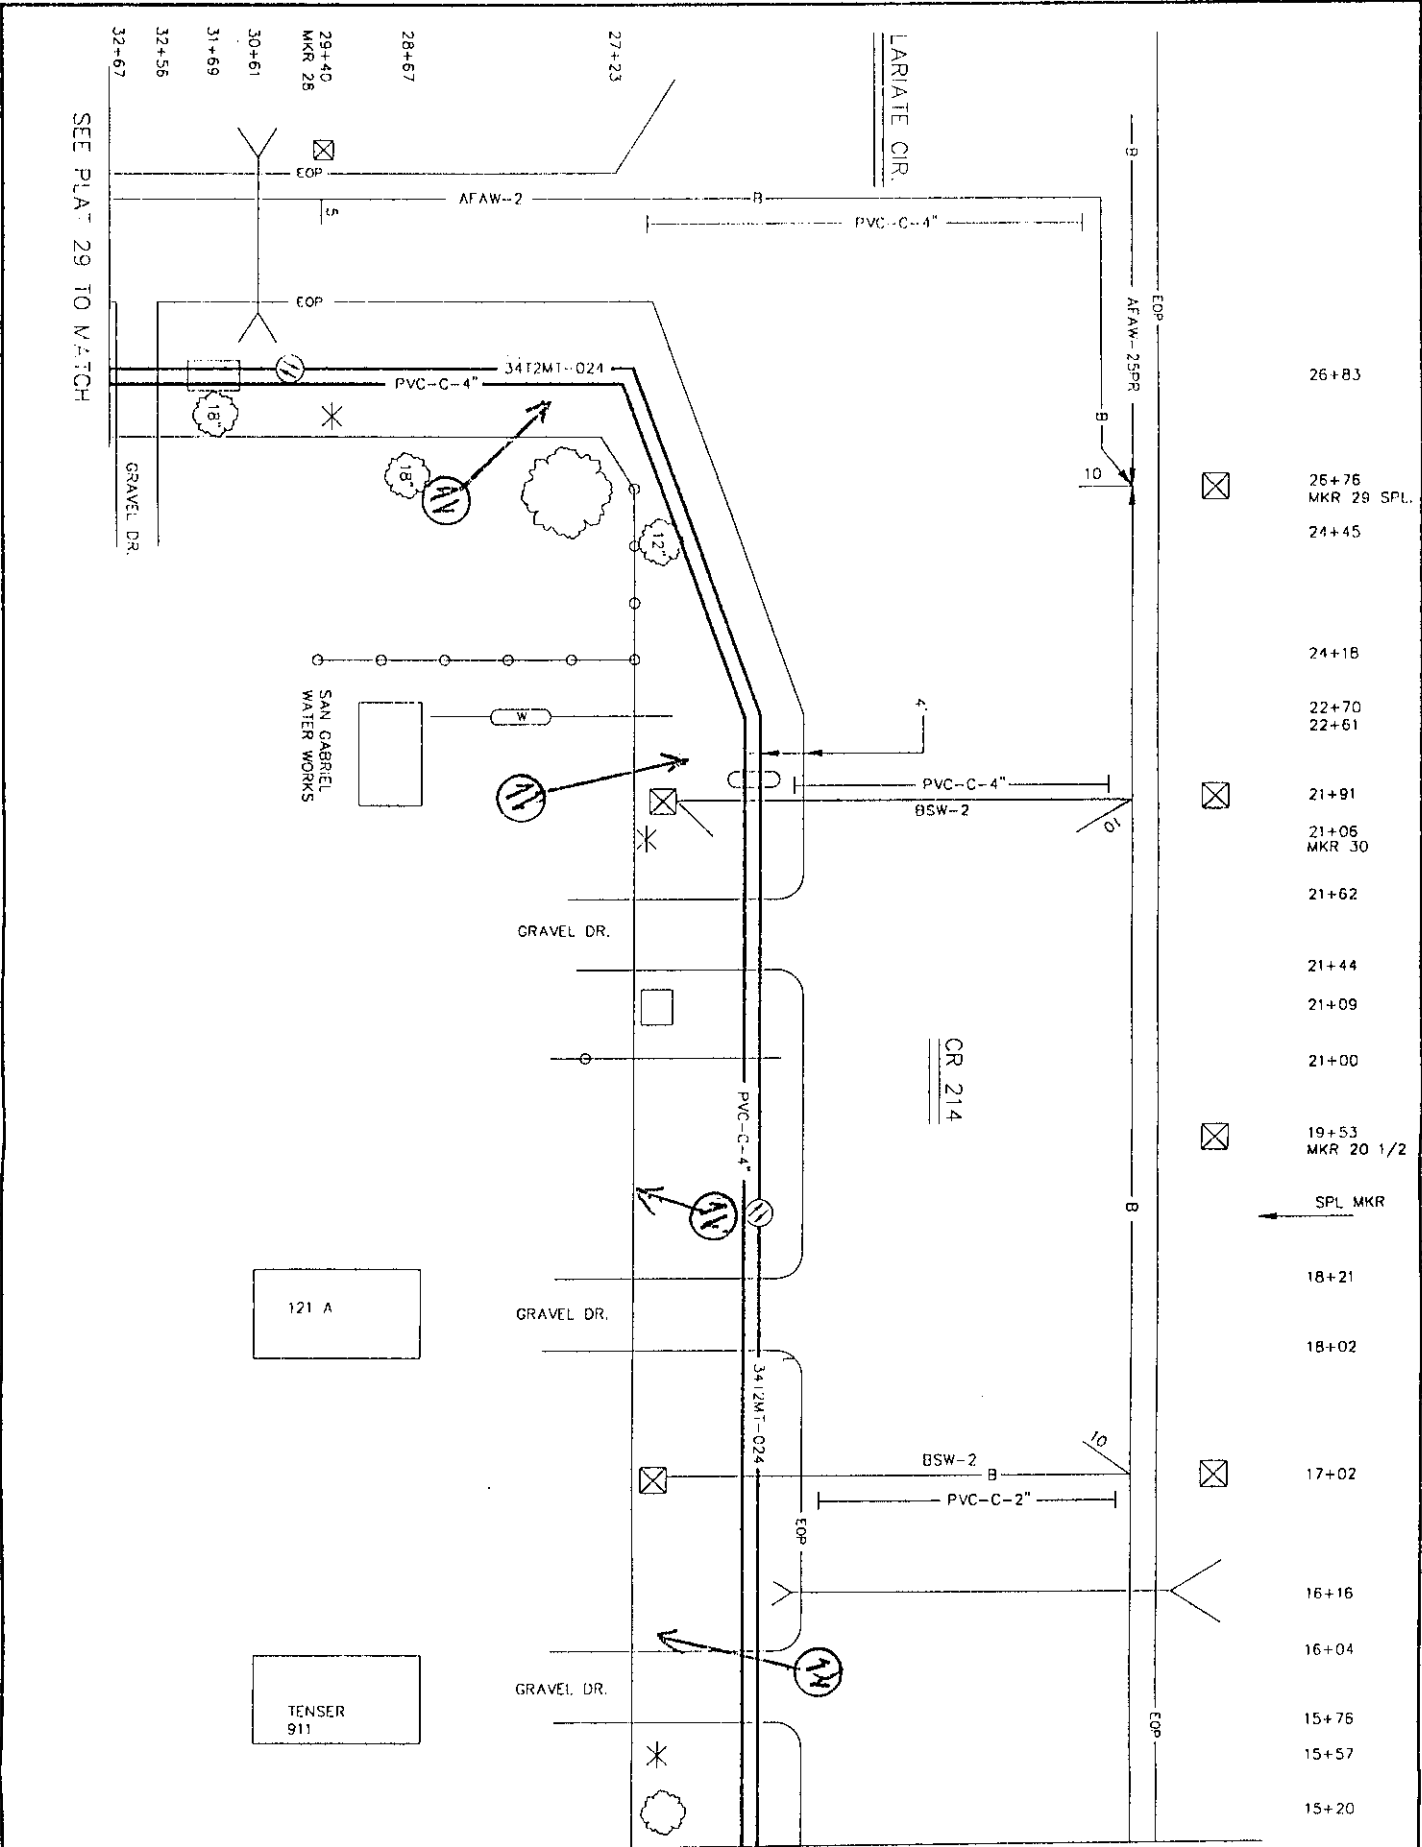 32+67
32+56
31+69
30+61
29+40
MKR 28
28+67
27+23
LARIATE CIR.
SEE PLAT 29 TO MATCH
EOP
AFAW-2
B
5
PVC-C-4"
B
AFAW-25PR
EOP
B
10
EOP
34T2MT-024
PVC-C-4"
18"
18"
12"
GRAVEL DR.
SAN GABRIEL
WATER WORKS
W
4'
PVC-C-4"
BSW-2
10
GRAVEL DR.
CR 214
PVC-C-4"
B
121 A
GRAVEL DR.
34T2MT-024
BSW-2
B
10
PVC-C-2"
EOP
TENSER
911
GRAVEL DR.
EOP
26+83
26+76
MKR 29 SPL.
24+45
24+18
22+70
22+61
21+91
21+06
MKR 30
21+62
21+44
21+09
21+00
19+53
MKR 20 1/2
SPL MKR
18+21
18+02
17+02
16+16
16+04
15+76
15+57
15+20